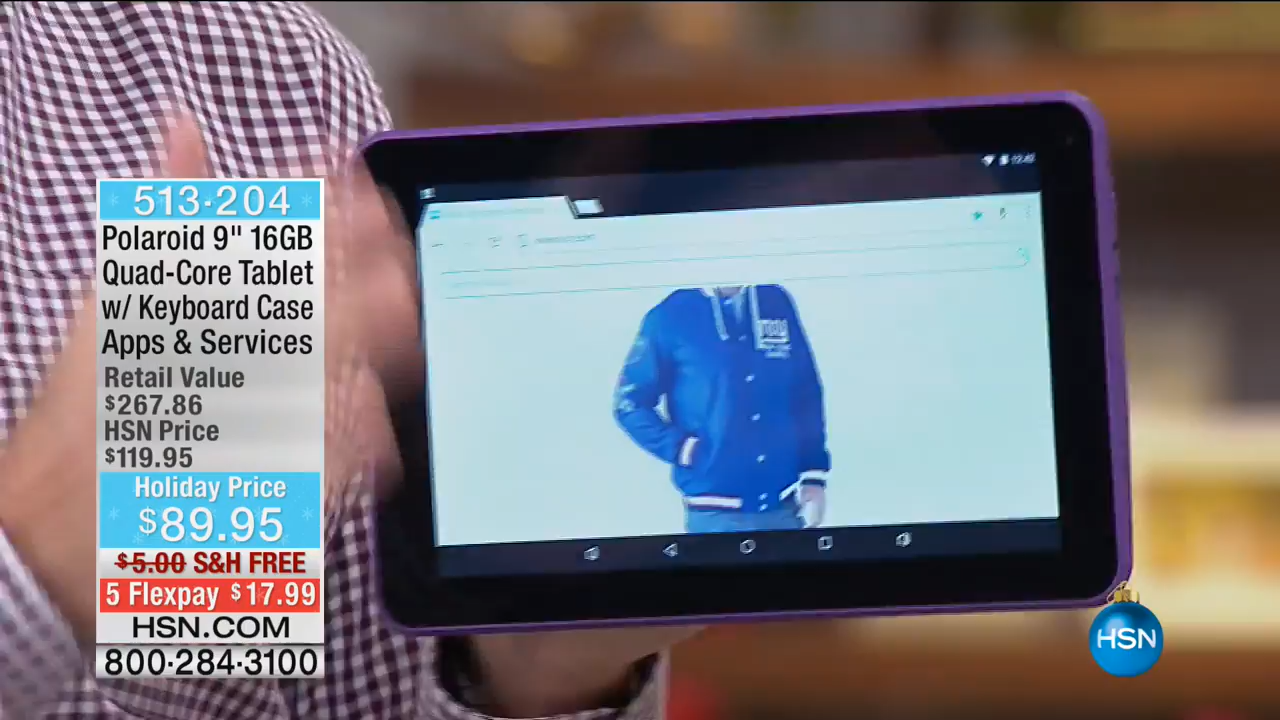 513·204
Polaroid 9" 16GB
Quad-Core Tablet
w/ Keyboard Case
Apps & Services
Retail Value
$267.86
HSN Price
$119.95
Holiday Price
$89.95
$5.00 S&H FREE
5 Flexpay $17.99
HSN.COM
800·284·3100
HSN